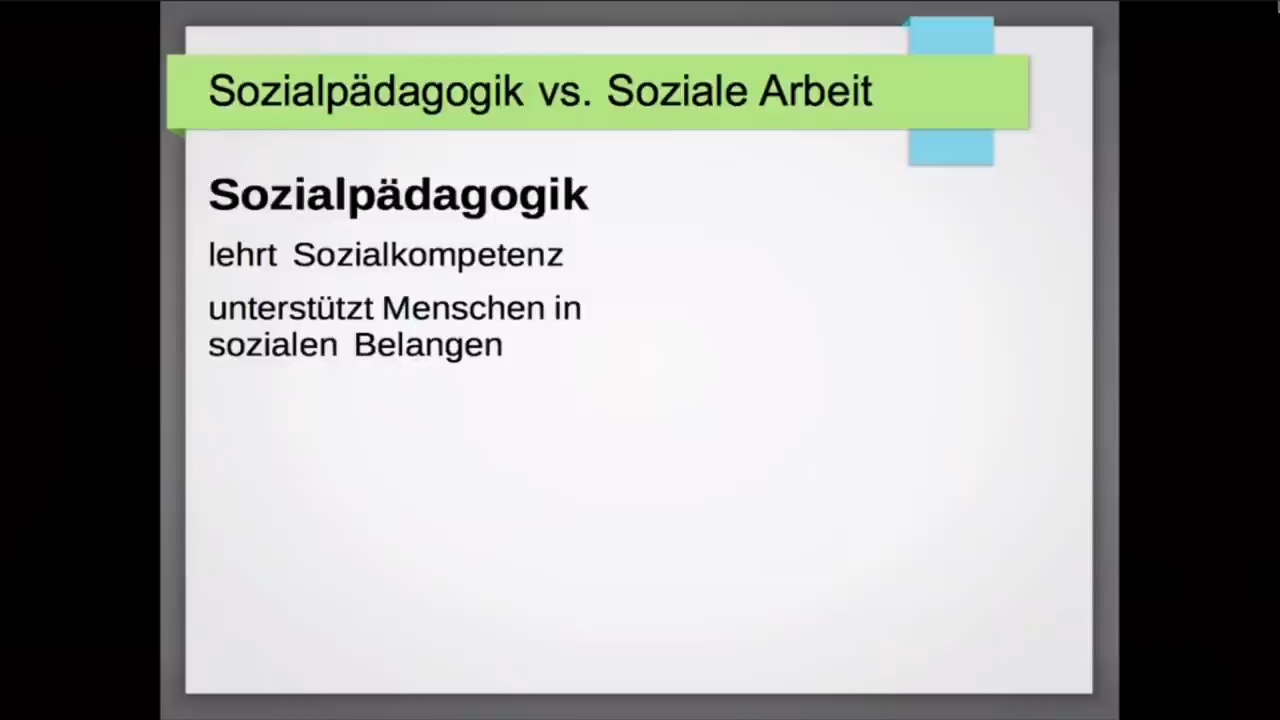 Sozialpädagogik vs. Soziale Arbeit
Sozialpädagogik
lehrt Sozialkompetenz
unterstützt Menschen in
sozialen Belangen